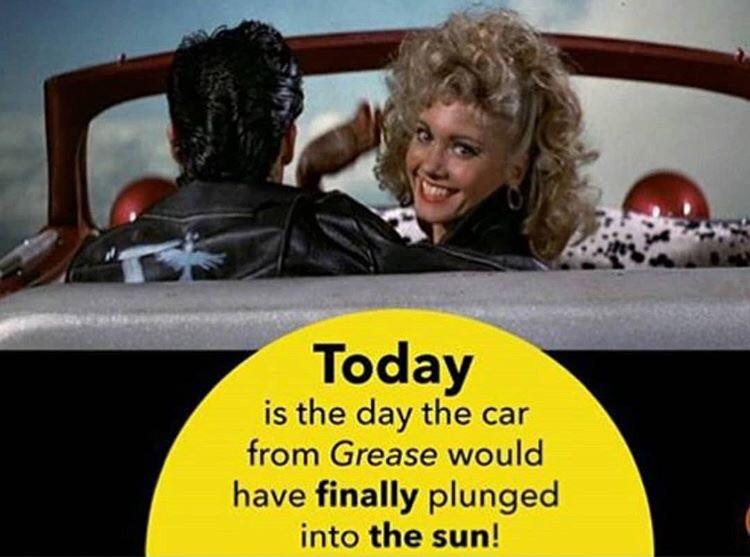 Today
is the day the car
from Grease would
have finally plunged
into the sun!